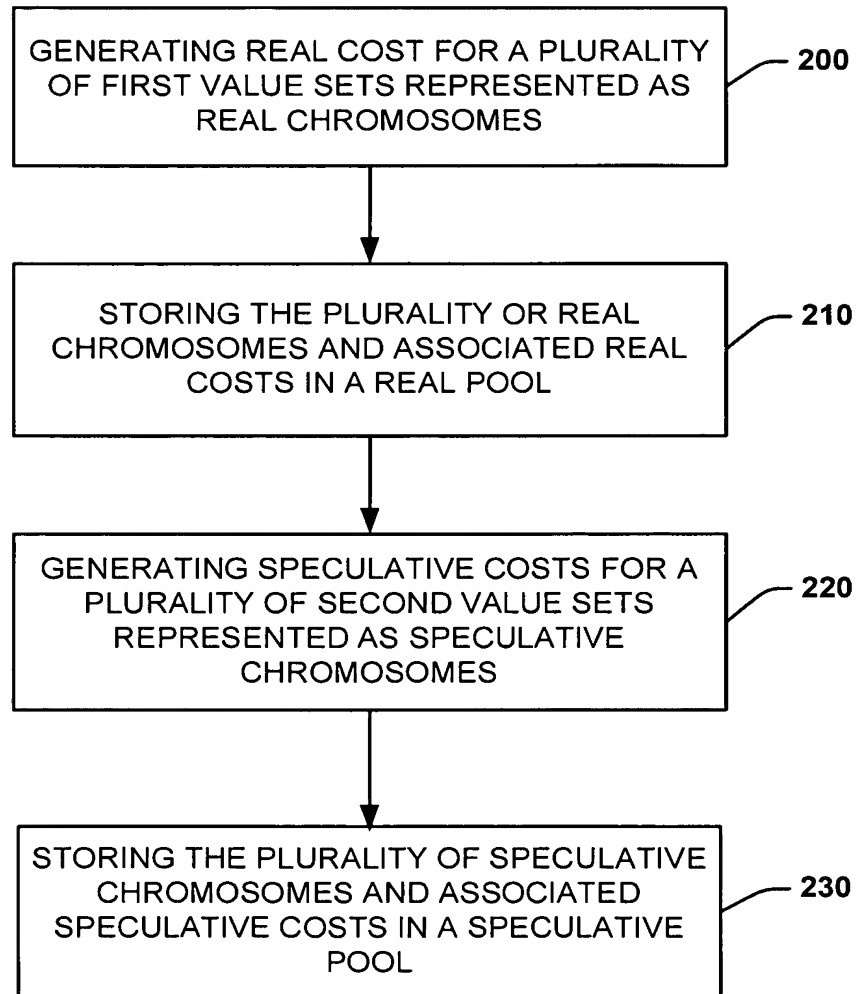 GENERATING REAL COST FOR A PLURALITY
OF FIRST VALUE SETS REPRESENTED AS
REAL CHROMOSOMES
200
STORING THE PLURALITY OR REAL
CHROMOSOMES AND ASSOCIATED REAL
COSTS IN A REAL POOL
210
GENERATING SPECULATIVE COSTS FOR A
PLURALITY OF SECOND VALUE SETS
REPRESENTED AS SPECULATIVE
CHROMOSOMES
220
STORING THE PLURALITY OF SPECULATIVE
CHROMOSOMES AND ASSOCIATED
SPECULATIVE COSTS IN A SPECULATIVE
POOL
230